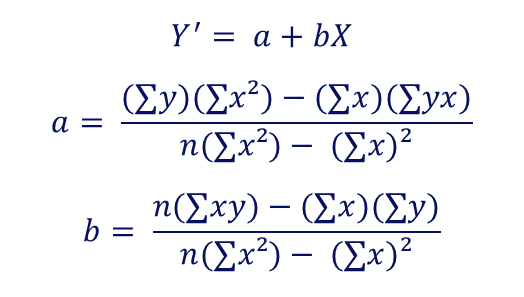 Y′ = a + bX
a = (∑y)(∑x²) − (∑x)(∑yx) / n(∑x²) − (∑x)²
b = n(∑xy) − (∑x)(∑y) / n(∑x²) − (∑x)²